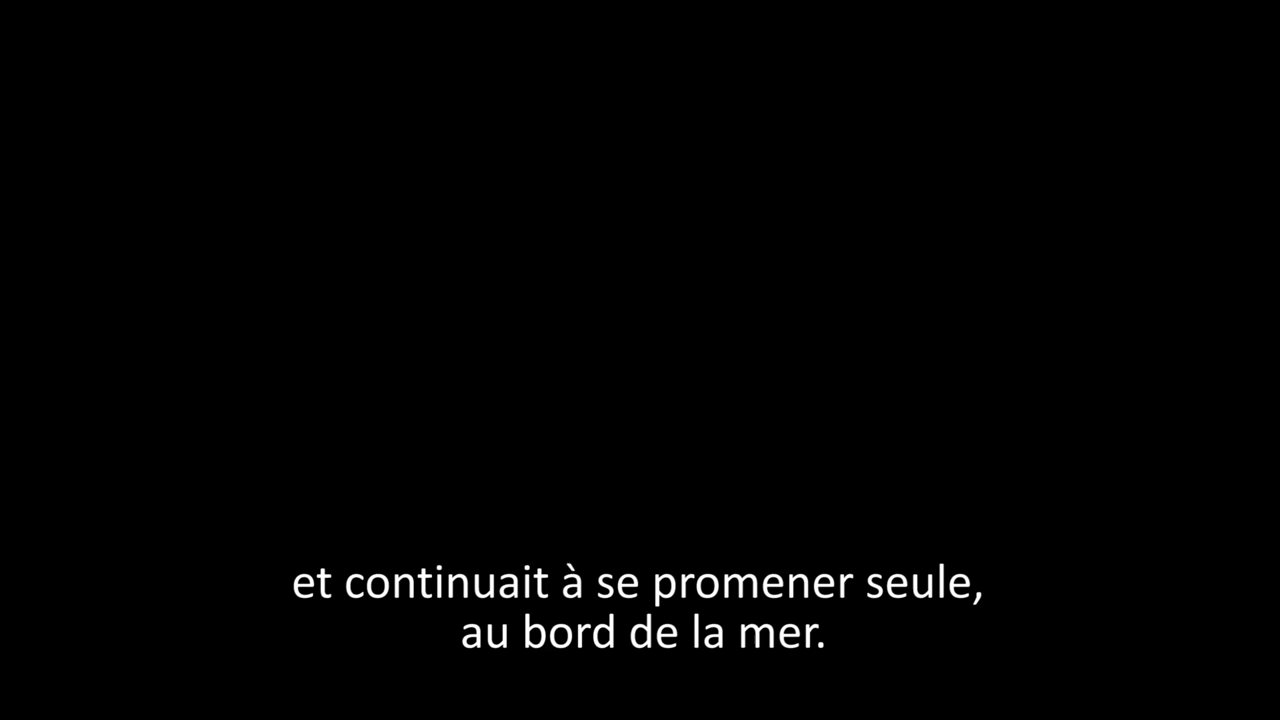 et continuait à se promener seule,
au bord de la mer.